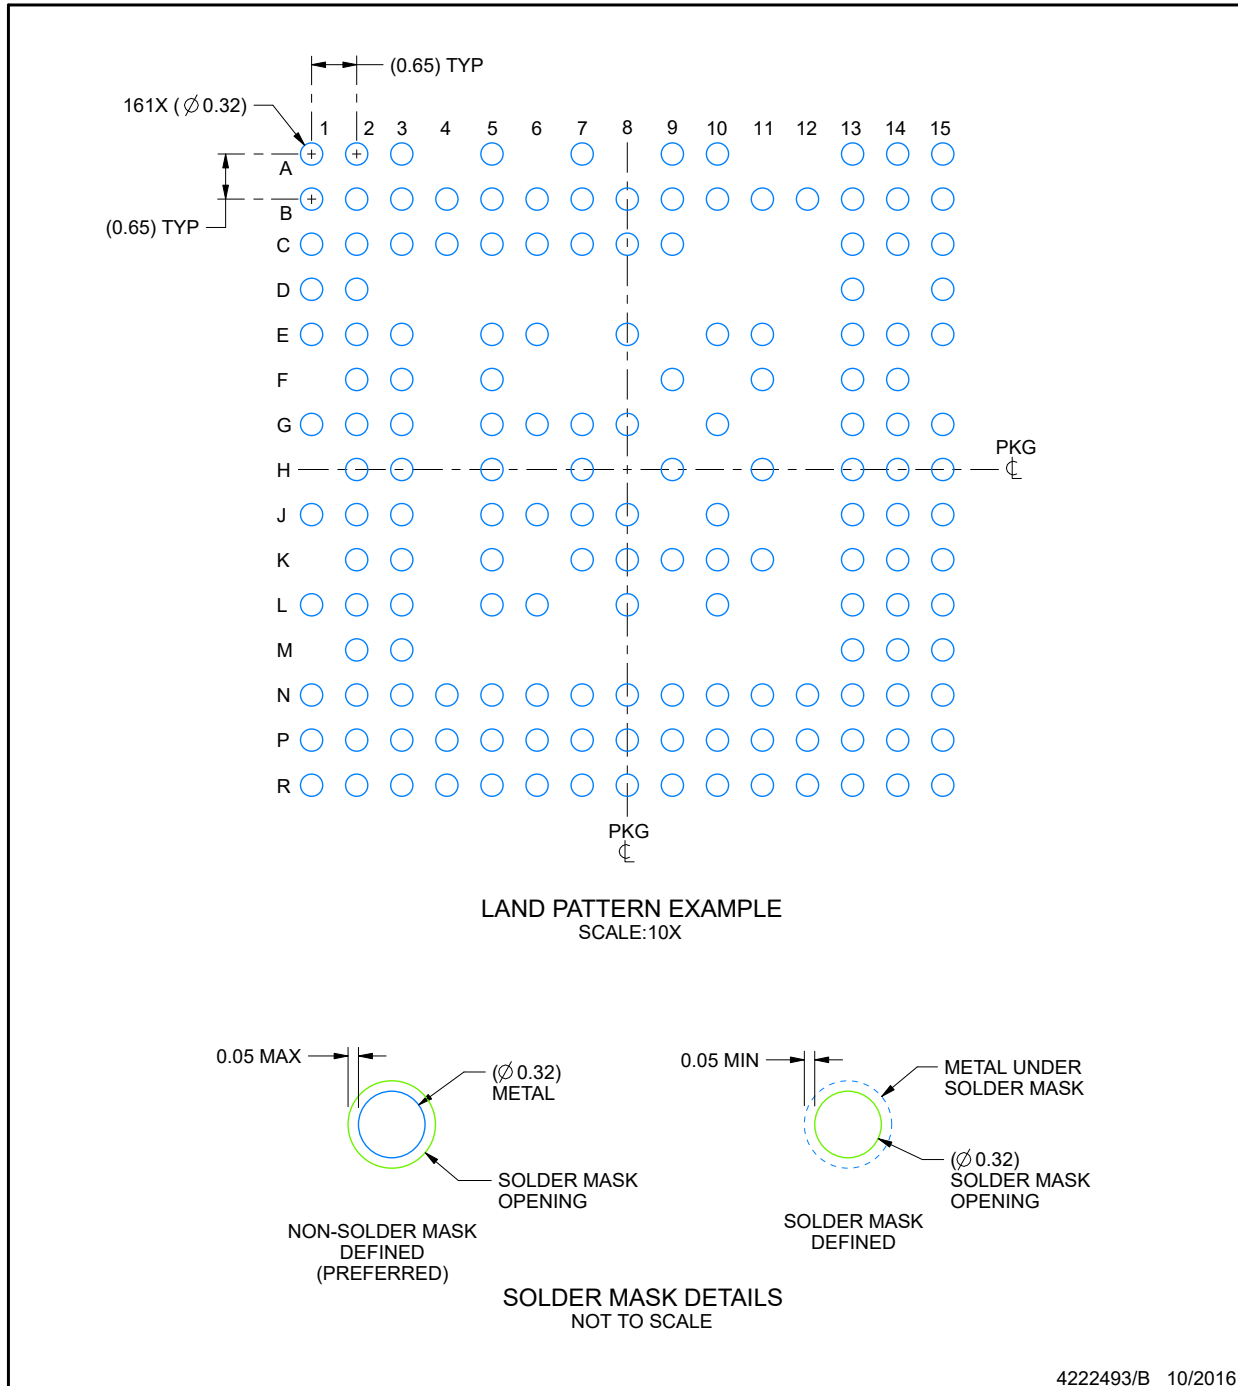 (0.65) TYP
161X (∅0.32)
1 2 3 4 5 6 7 8 9 10 11 12 13 14 15
A
B
(0.65) TYP
C
D
E
F
G
PKG
H
℄
J
K
L
M
N
P
R
PKG
℄
LAND PATTERN EXAMPLE
SCALE:10X
0.05 MAX
(∅0.32)
METAL
SOLDER MASK
OPENING
NON-SOLDER MASK
DEFINED
(PREFERRED)
0.05 MIN
METAL UNDER
SOLDER MASK
(∅0.32)
SOLDER MASK
OPENING
SOLDER MASK
DEFINED
SOLDER MASK DETAILS
NOT TO SCALE
4222493/B 10/2016